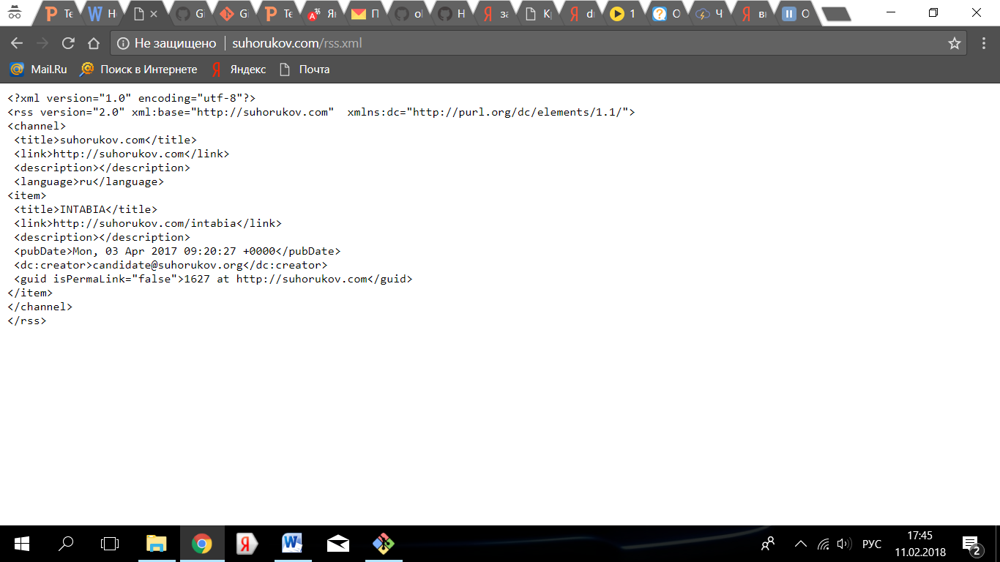 Te
Н
G
Gi
Te
Яı
П
o
Н
за
К
d
1
О
Ч
ви
О
Не защищено suhorukov.com/rss.xml
Mail.Ru Поиск в Интернете Яндекс Почта
<?xml version="1.0" encoding="utf-8"?>
<rss version="2.0" xml:base="http://suhorukov.com"  xmlns:dc="http://purl.org/dc/elements/1.1/">
<channel>
 <title>suhorukov.com</title>
 <link>http://suhorukov.com</link>
 <description></description>
 <language>ru</language>
<item>
 <title>INTABIA</title>
 <link>http://suhorukov.com/intabia</link>
 <description></description>
 <pubDate>Mon, 03 Apr 2017 09:20:27 +0000</pubDate>
 <dc:creator>candidate@suhorukov.org</dc:creator>
 <guid isPermaLink="false">1627 at http://suhorukov.com</guid>
</item>
</channel>
</rss>
РУС
17:45
11.02.2018
2